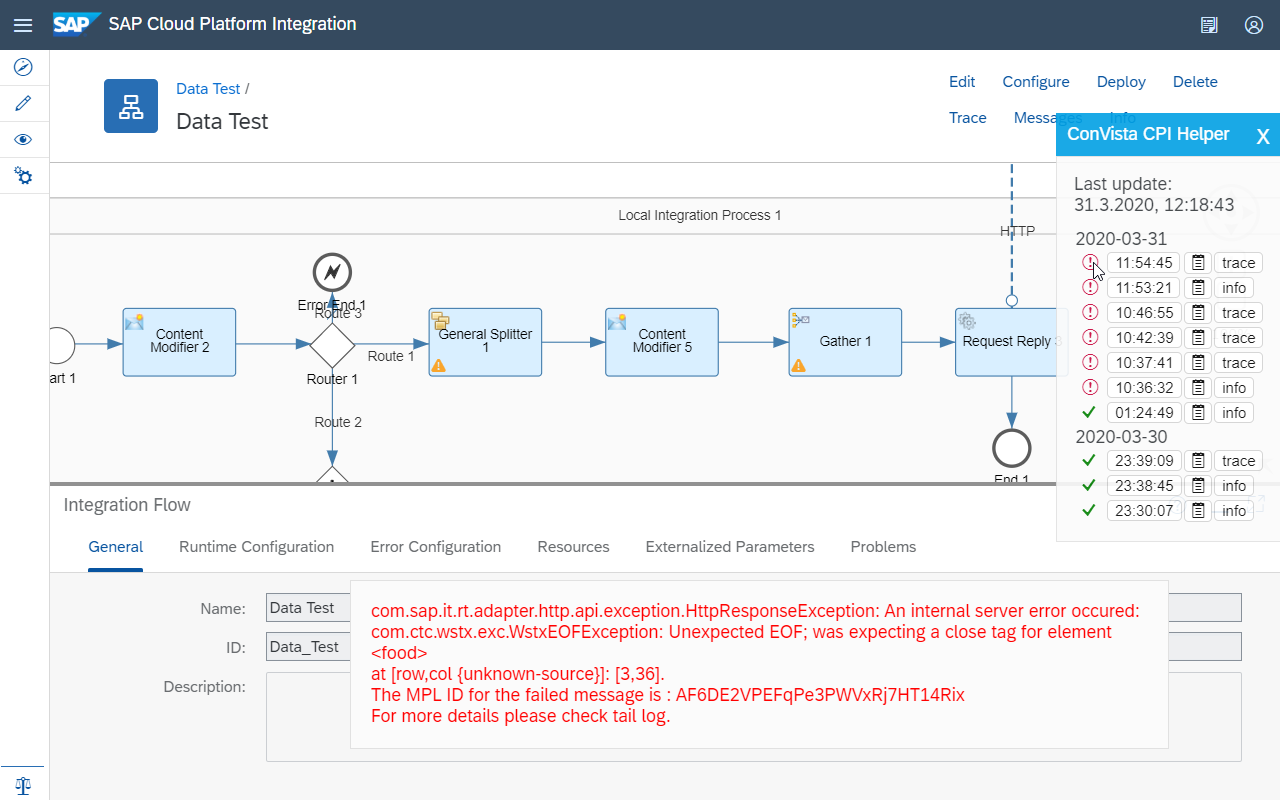 SAP SAP Cloud Platform Integration
Data Test /
Data Test
Edit Configure Deploy Delete
Trace Messages Info
ConVista CPI Helper X
Last update:
31.3.2020, 12:18:43
2020-03-31
11:54:45 trace
11:53:21 info
10:46:55 trace
10:42:39 trace
10:37:41 trace
10:36:32 info
01:24:49 info
2020-03-30
23:39:09 trace
23:38:45 info
23:30:07 info
Local Integration Process 1
HTTP
Error End 1
Route 3
art 1
Content
Modifier 2
Router 1
Route 1
Route 2
General Splitter
1
Content
Modifier 5
Gather 1
Request Reply 3
End 1
Integration Flow
General Runtime Configuration Error Configuration Resources Externalized Parameters Problems
Name: Data Test
ID: Data_Test
Description:
com.sap.it.rt.adapter.http.api.exception.HttpResponseException: An internal server error occured:
com.ctc.wstx.exc.WstxEOFException: Unexpected EOF; was expecting a close tag for element
<food>
at [row,col {unknown-source}]: [3,36].
The MPL ID for the failed message is : AF6DE2VPEFqPe3PWVxRj7HT14Rix
For more details please check tail log.